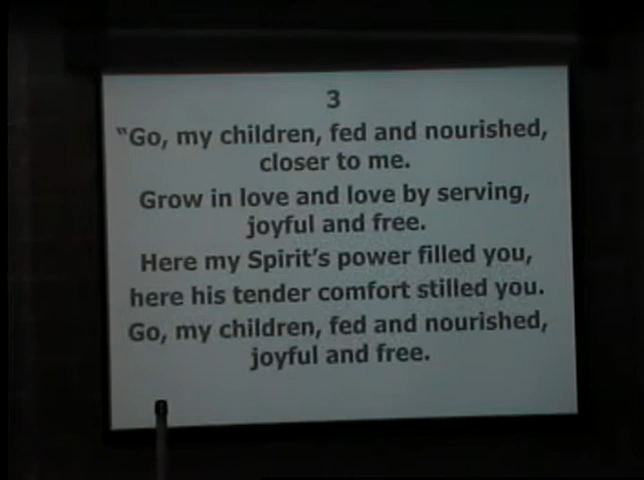 3
"Go, my children, fed and nourished,
closer to me.
Grow in love and love by serving,
joyful and free.
Here my Spirit's power filled you,
here his tender comfort stilled you.
Go, my children, fed and nourished,
joyful and free.